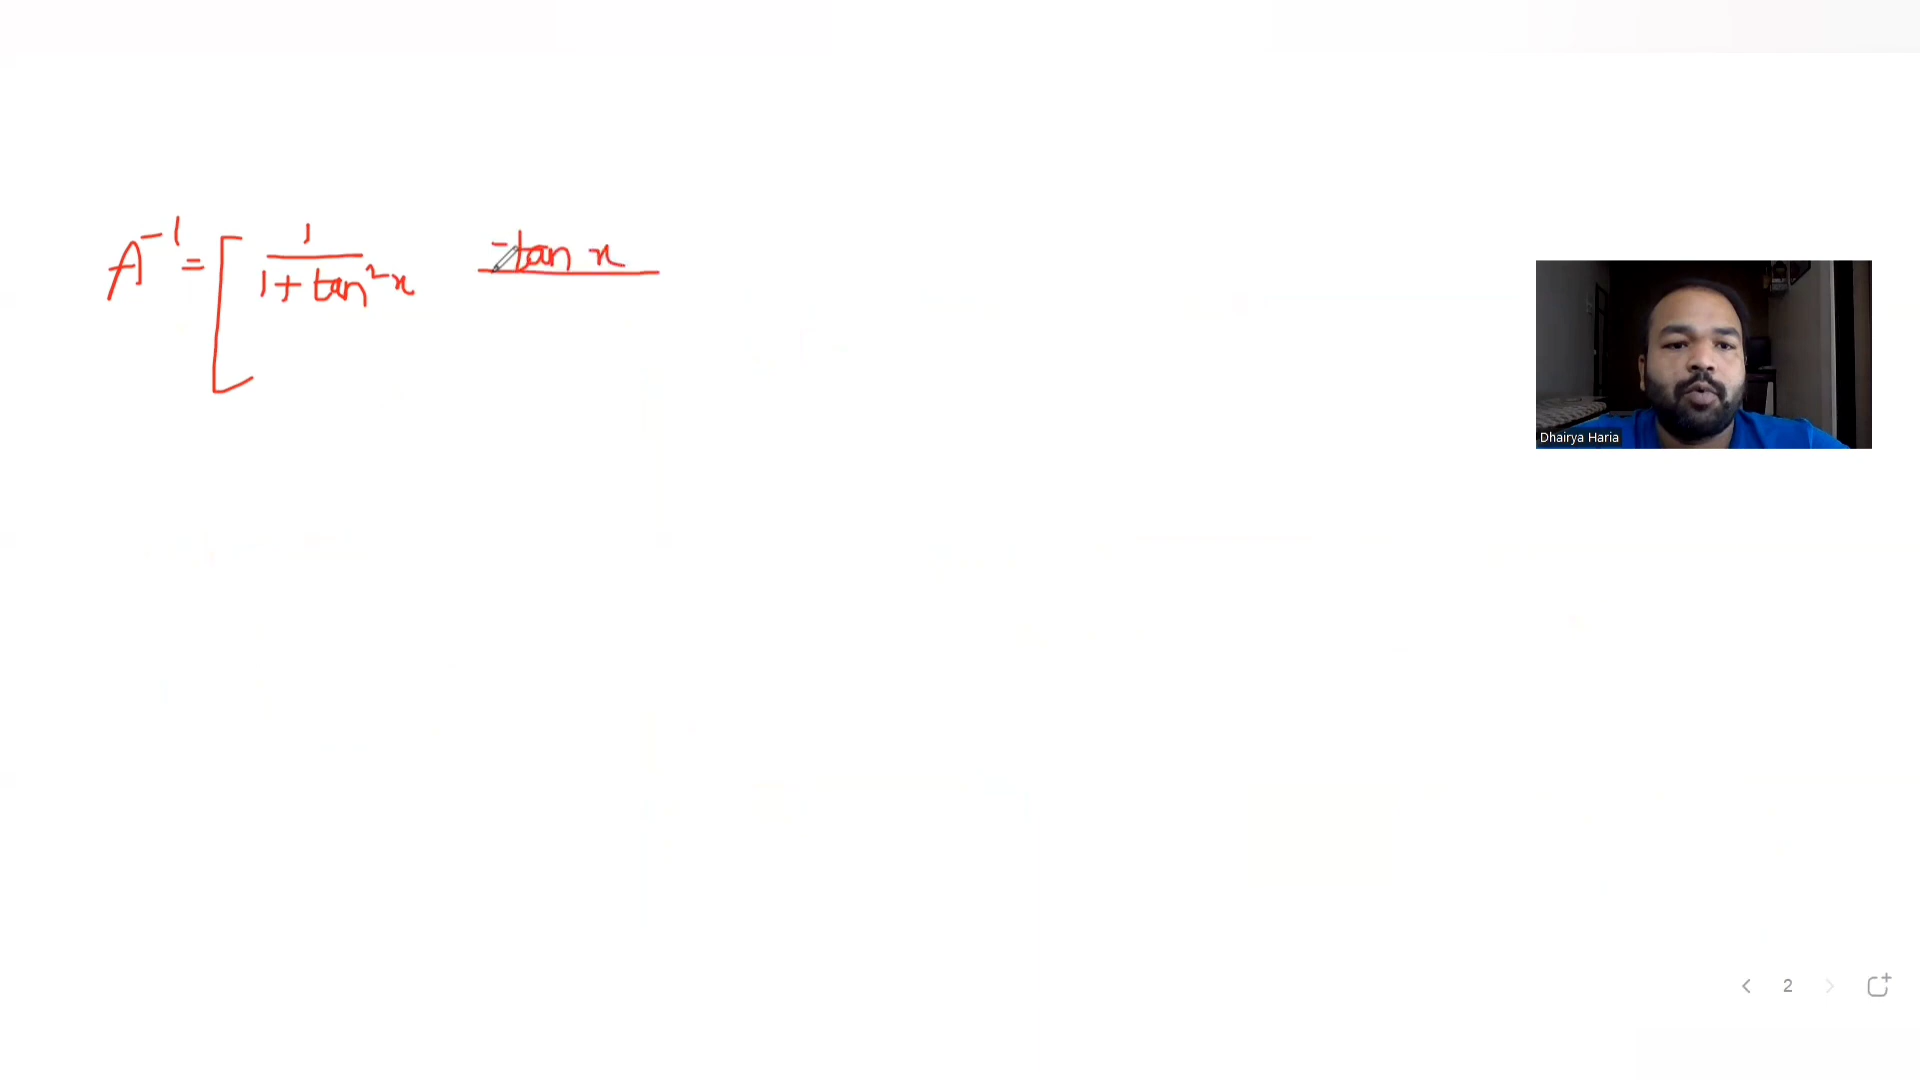 A⁻¹ = [ 1/(1 + tan²x) -tan x
Dhairya Haria
2